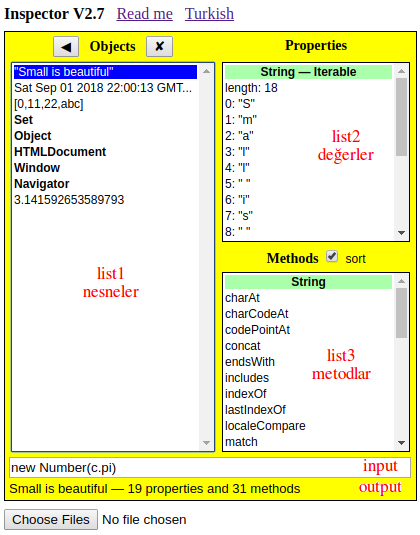 Inspector V2.7 Read me Turkish
◀ Objects ✘
"Small is beautiful"
Sat Sep 01 2018 22:00:13 GMT...
[0,11,22,abc]
Set
Object
HTMLDocument
Window
Navigator
3.141592653589793
list1
nesneler
Properties
String — Iterable
length: 18
0: "S"
1: "m"
2: "a"
3: "l"
4: "l"
5: " "
6: "i"
7: "s"
8: " "
list2
değerler
Methods sort
String
charAt
charCodeAt
codePointAt
concat
endsWith
includes
indexOf
lastIndexOf
localeCompare
match
list3
metodlar
new Number(c.pi) input
Small is beautiful — 19 properties and 31 methods output
Choose Files No file chosen